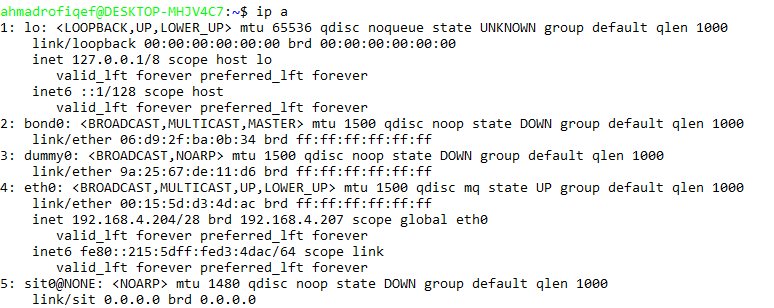 ahmadrofiqef@DESKTOP-MHJV4C7:~$ ip a
1: lo: <LOOPBACK,UP,LOWER_UP> mtu 65536 qdisc noqueue state UNKNOWN group default qlen 1000
    link/loopback 00:00:00:00:00:00 brd 00:00:00:00:00:00
    inet 127.0.0.1/8 scope host lo
       valid_lft forever preferred_lft forever
    inet6 ::1/128 scope host
       valid_lft forever preferred_lft forever
2: bond0: <BROADCAST,MULTICAST,MASTER> mtu 1500 qdisc noop state DOWN group default qlen 1000
    link/ether 06:d9:2f:ba:0b:34 brd ff:ff:ff:ff:ff:ff
3: dummy0: <BROADCAST,NOARP> mtu 1500 qdisc noop state DOWN group default qlen 1000
    link/ether 9a:25:67:de:11:d6 brd ff:ff:ff:ff:ff:ff
4: eth0: <BROADCAST,MULTICAST,UP,LOWER_UP> mtu 1500 qdisc mq state UP group default qlen 1000
    link/ether 00:15:5d:d3:4d:ac brd ff:ff:ff:ff:ff:ff
    inet 192.168.4.204/28 brd 192.168.4.207 scope global eth0
       valid_lft forever preferred_lft forever
    inet6 fe80::215:5dff:fed3:4dac/64 scope link
       valid_lft forever preferred_lft forever
5: sit0@NONE: <NOARP> mtu 1480 qdisc noop state DOWN group default qlen 1000
    link/sit 0.0.0.0 brd 0.0.0.0